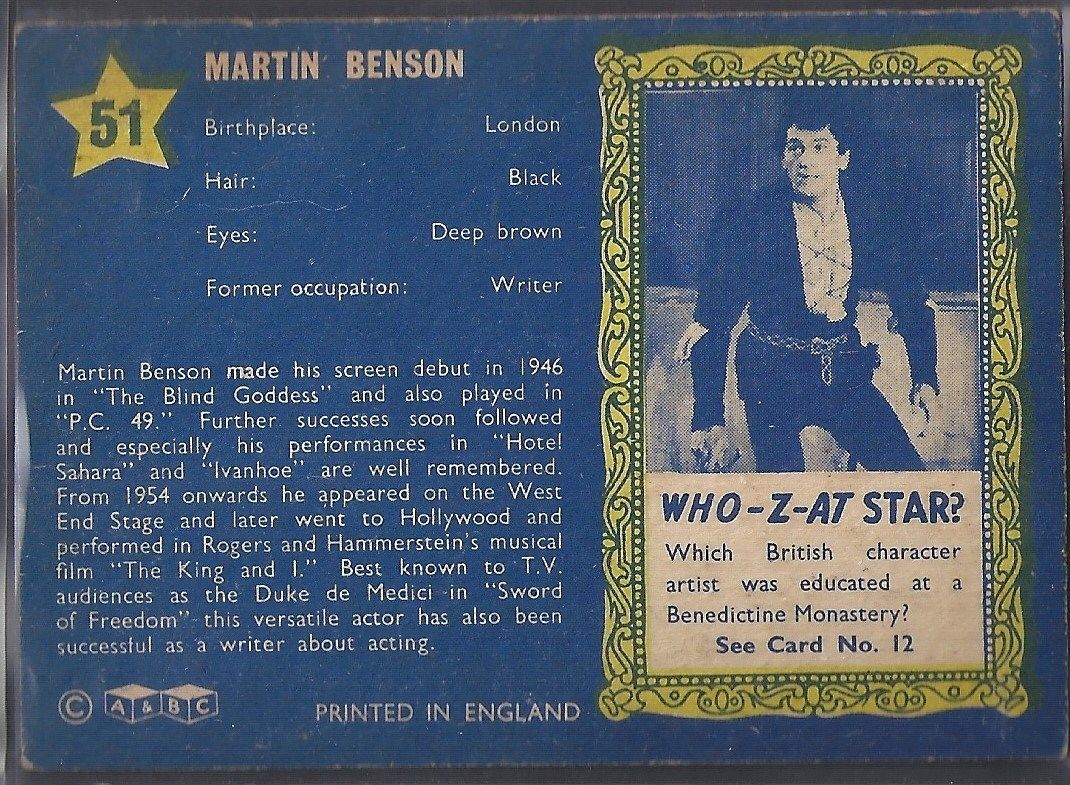 51
MARTIN BENSON
Birthplace: London
Hair: Black
Eyes: Deep brown
Former occupation: Writer
Martin Benson made his screen debut in 1946
in "The Blind Goddess" and also played in
"P.C. 49." Further successes soon followed
and especially his performances in "Hotel
Sahara" and "Ivanhoe" are well remembered.
From 1954 onwards he appeared on the West
End Stage and later went to Hollywood and
performed in Rogers and Hammerstein's musical
film "The King and I." Best known to T.V.
audiences as the Duke de Medici in "Sword
of Freedom" this versatile actor has also been
successful as a writer about acting.
© A & B C
PRINTED IN ENGLAND
WHO-Z-AT STAR?
Which British character
artist was educated at a
Benedictine Monastery?
See Card No. 12